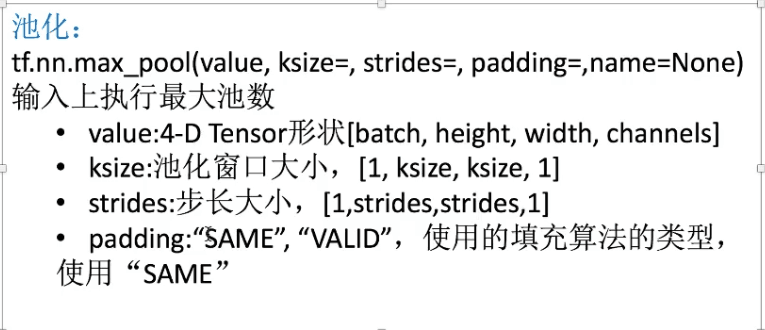 池化：
tf.nn.max_pool(value, ksize=, strides=, padding=,name=None)
输入上执行最大池数
• value:4-D Tensor形状[batch, height, width, channels]
• ksize:池化窗口大小，[1, ksize, ksize, 1]
• strides:步长大小，[1,strides,strides,1]
• padding:“SAME”, “VALID”，使用的填充算法的类型，
使用“SAME”